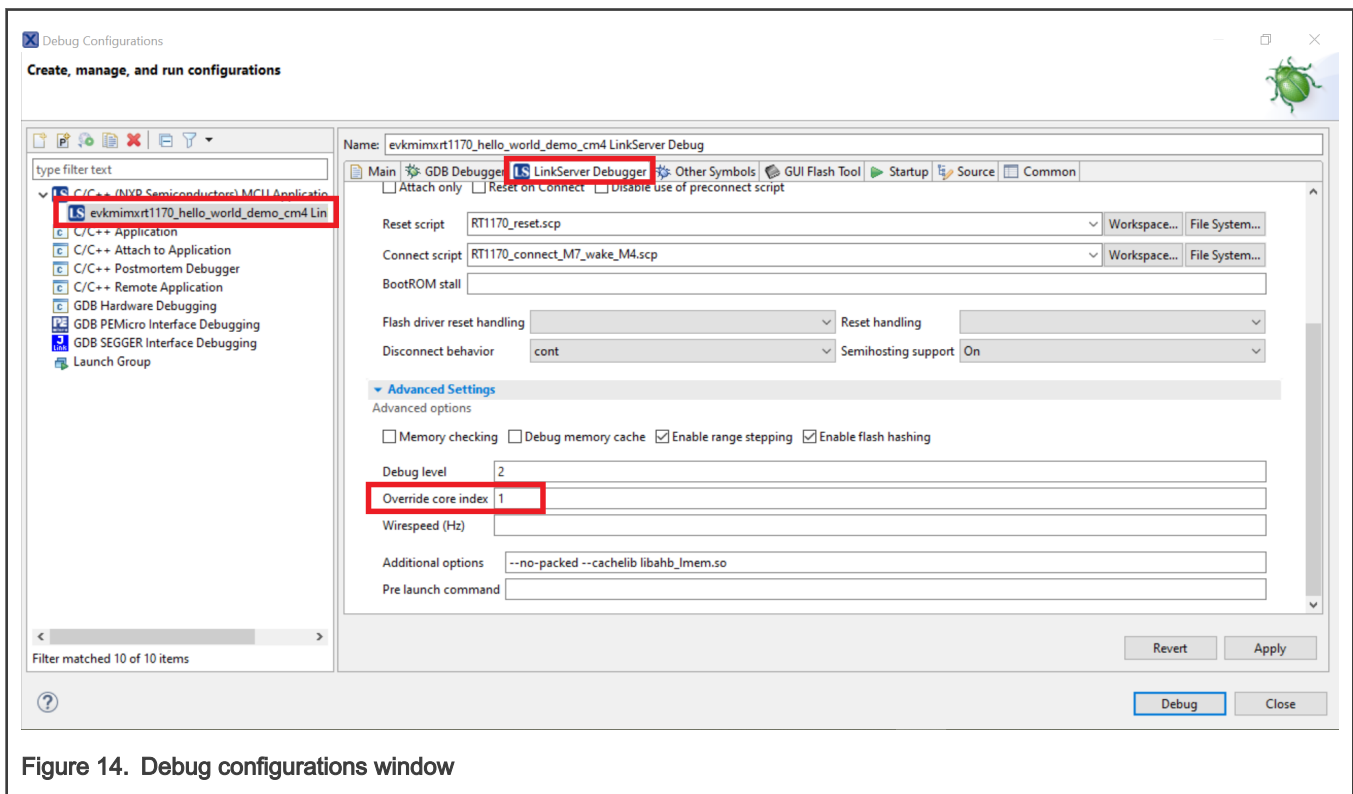 Debug Configurations
Create, manage, and run configurations
type filter text
C/C++ (NXP Semiconductors) MCU Applicatio
LS evkmimxrt1170_hello_world_demo_cm4 Lin
C/C++ Application
C/C++ Attach to Application
C/C++ Postmortem Debugger
C/C++ Remote Application
GDB Hardware Debugging
GDB PEMicro Interface Debugging
GDB SEGGER Interface Debugging
Launch Group
Filter matched 10 of 10 items
Name: evkmimxrt1170_hello_world_demo_cm4 LinkServer Debug
Main GDB Debugger LS LinkServer Debugger Other Symbols GUI Flash Tool Startup Source Common
Attach only Reset on Connect Disable use of preconnect script
Reset script RT1170_reset.scp Workspace... File System...
Connect script RT1170_connect_M7_wake_M4.scp Workspace... File System...
BootROM stall
Flash driver reset handling Reset handling
Disconnect behavior cont Semihosting support On
Advanced Settings
Advanced options
Memory checking Debug memory cache Enable range stepping Enable flash hashing
Debug level 2
Override core index 1
Wirespeed (Hz)
Additional options --no-packed --cachelib libahb_lmem.so
Pre launch command
Revert Apply
Debug Close
Figure 14. Debug configurations window